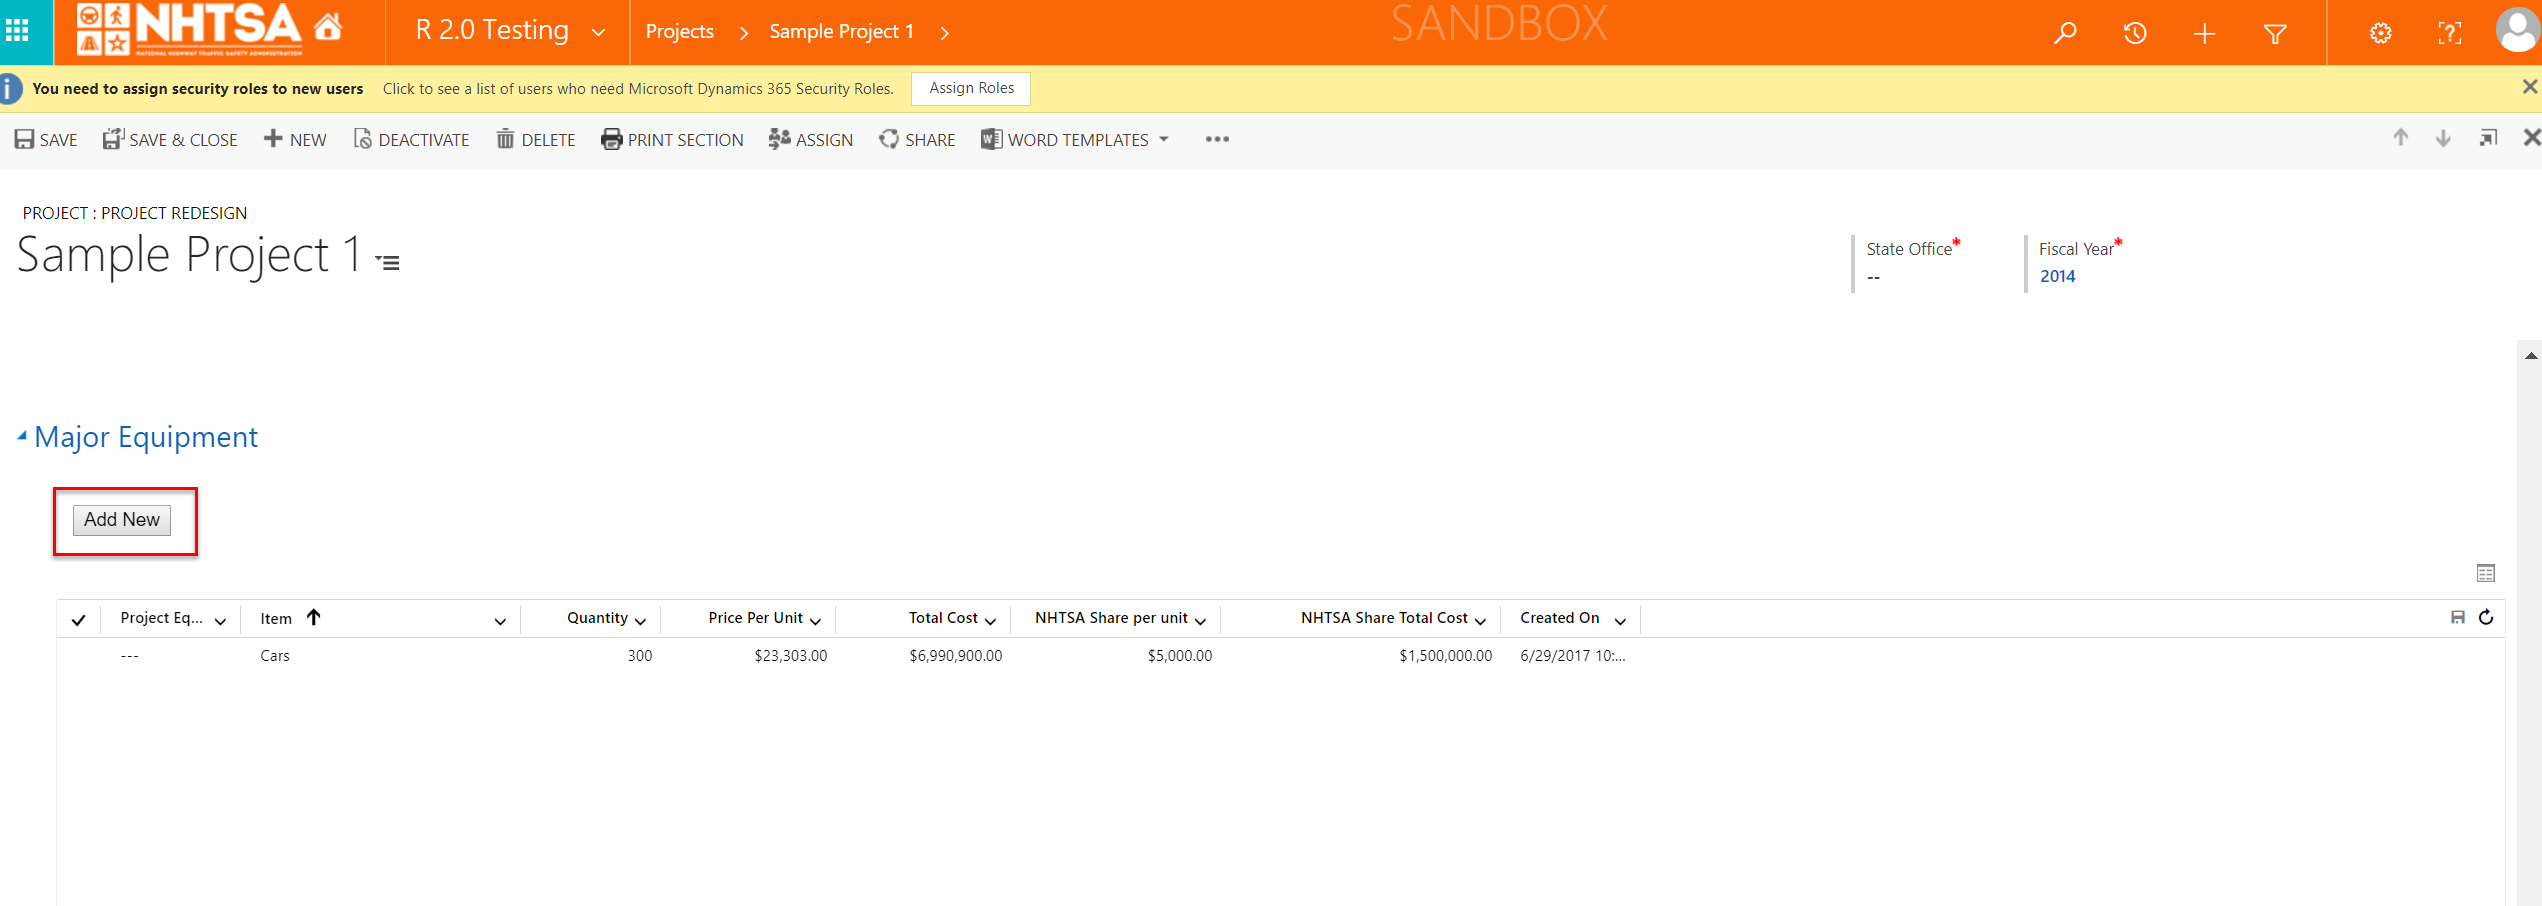 NHTSA
NATIONAL HIGHWAY TRAFFIC SAFETY ADMINISTRATION
R 2.0 Testing
Projects
Sample Project 1
SANDBOX
You need to assign security roles to new users Click to see a list of users who need Microsoft Dynamics 365 Security Roles. Assign Roles
SAVE SAVE & CLOSE NEW DEACTIVATE DELETE PRINT SECTION ASSIGN SHARE WORD TEMPLATES
PROJECT : PROJECT REDESIGN
Sample Project 1
State Office*
--
Fiscal Year*
2014
Major Equipment
Add New
Project Eq... Item Quantity Price Per Unit Total Cost NHTSA Share per unit NHTSA Share Total Cost Created On
--- Cars 300 $23,303.00 $6,990,900.00 $5,000.00 $1,500,000.00 6/29/2017 10:...